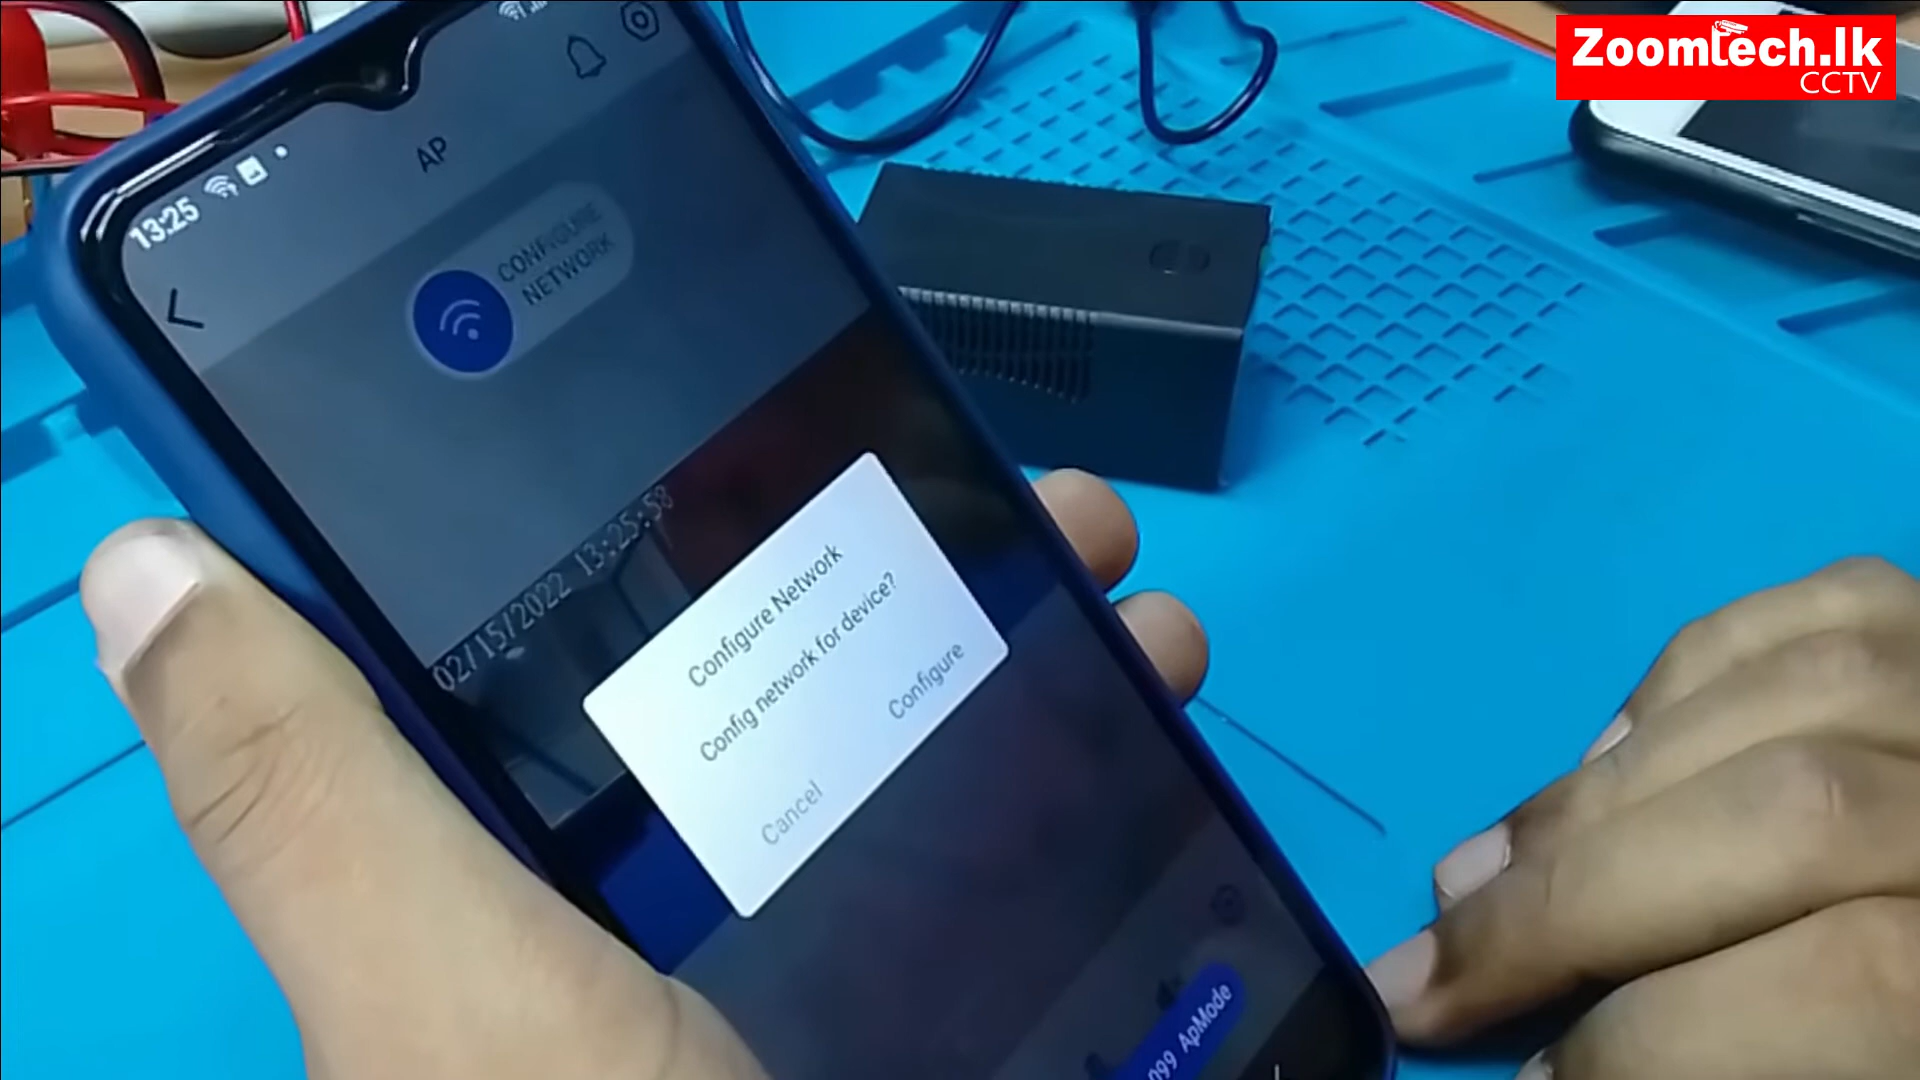 Zoomtech.lk
CCTV
13:25
AP
CONFIGURE
NETWORK
02/15/2022 13:25:58
Configure Network
Config network for device?
Cancel
Configure
099 ApMode